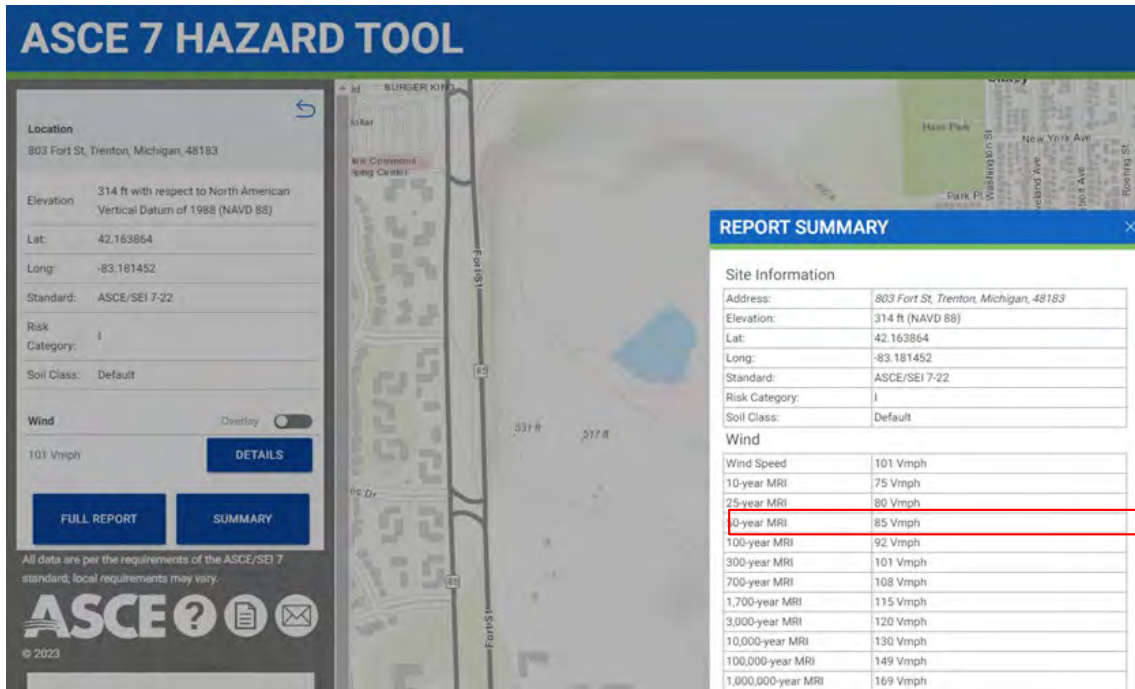 ASCE 7 HAZARD TOOL
Location
803 Fort St, Trenton, Michigan, 48183
Elevation 314 ft with respect to North American
Vertical Datum of 1988 (NAVD 88)
Lat: 42.163864
Long: -83.181452
Standard: ASCE/SEI 7-22
Risk
Category: I
Soil Class: Default
Wind Overlay
101 Vmph DETAILS
FULL REPORT SUMMARY
All data are per the requirements of the ASCE/SEI 7
standard; local requirements may vary.
ASCE ?
© 2023
BURGER KING
Commons
Center
Fort St
85
531 ft 517 ft
Dr
85
Fort St
Park Pl
Washington St
New York Ave
REPORT SUMMARY
Site Information
Address: 803 Fort St, Trenton, Michigan, 48183
Elevation: 314 ft (NAVD 88)
Lat: 42.163864
Long: -83.181452
Standard: ASCE/SEI 7-22
Risk Category: I
Soil Class: Default
Wind
Wind Speed 101 Vmph
10-year MRI 75 Vmph
25-year MRI 80 Vmph
50-year MRI 85 Vmph
100-year MRI 92 Vmph
300-year MRI 101 Vmph
700-year MRI 108 Vmph
1,700-year MRI 115 Vmph
3,000-year MRI 120 Vmph
10,000-year MRI 130 Vmph
100,000-year MRI 149 Vmph
1,000,000-year MRI 169 Vmph